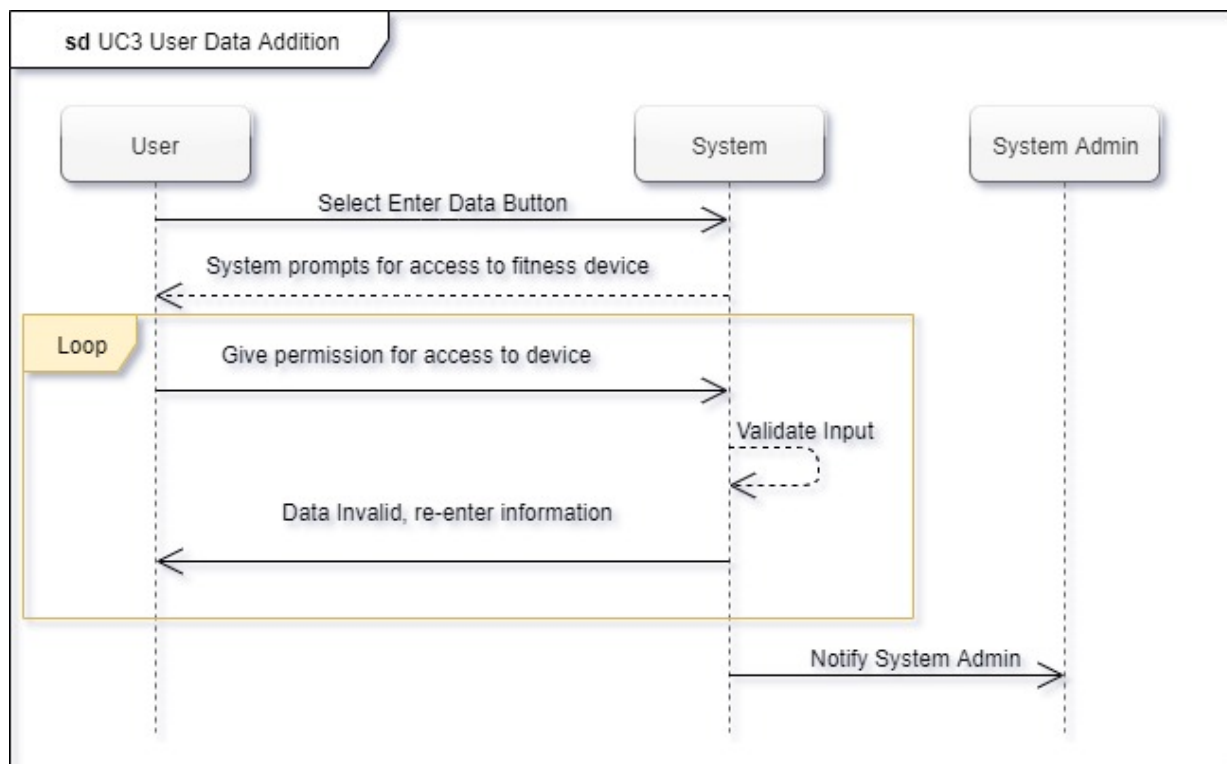 sd UC3 User Data Addition
User
System
System Admin
Select Enter Data Button
System prompts for access to fitness device
Loop
Give permission for access to device
Validate Input
Data Invalid, re-enter information
Notify System Admin